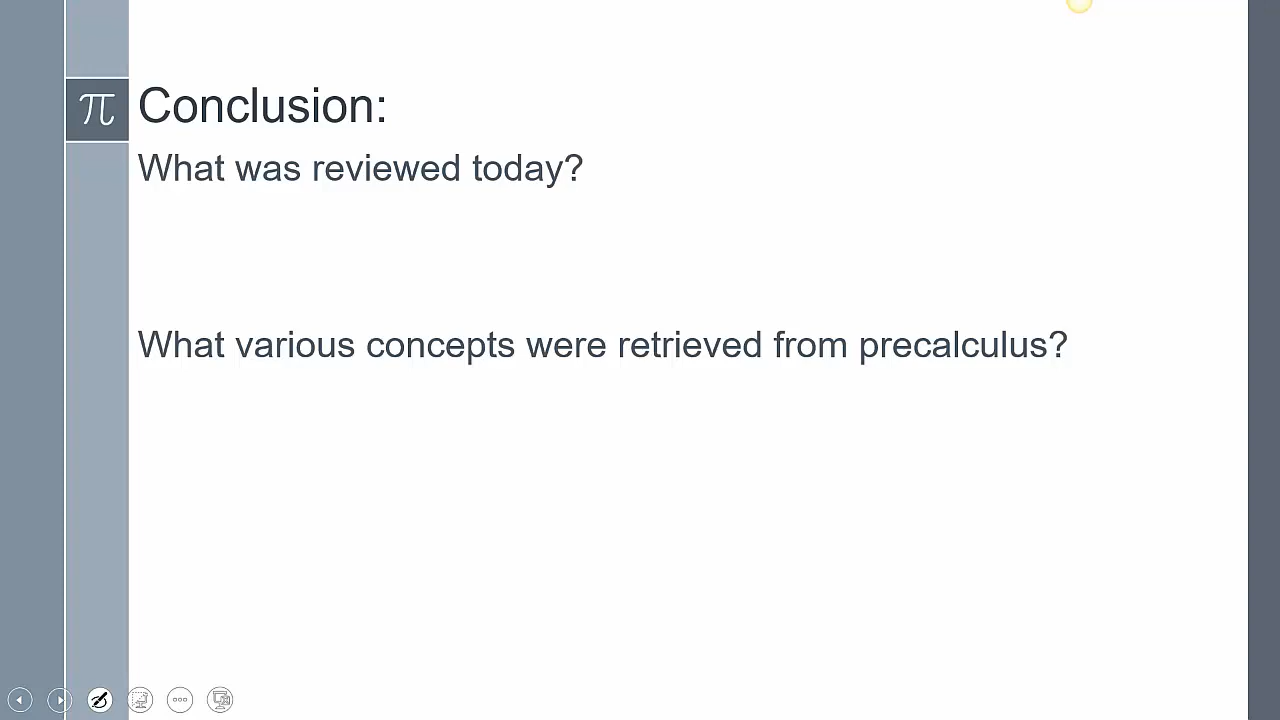 π Conclusion:
What was reviewed today?
What various concepts were retrieved from precalculus?